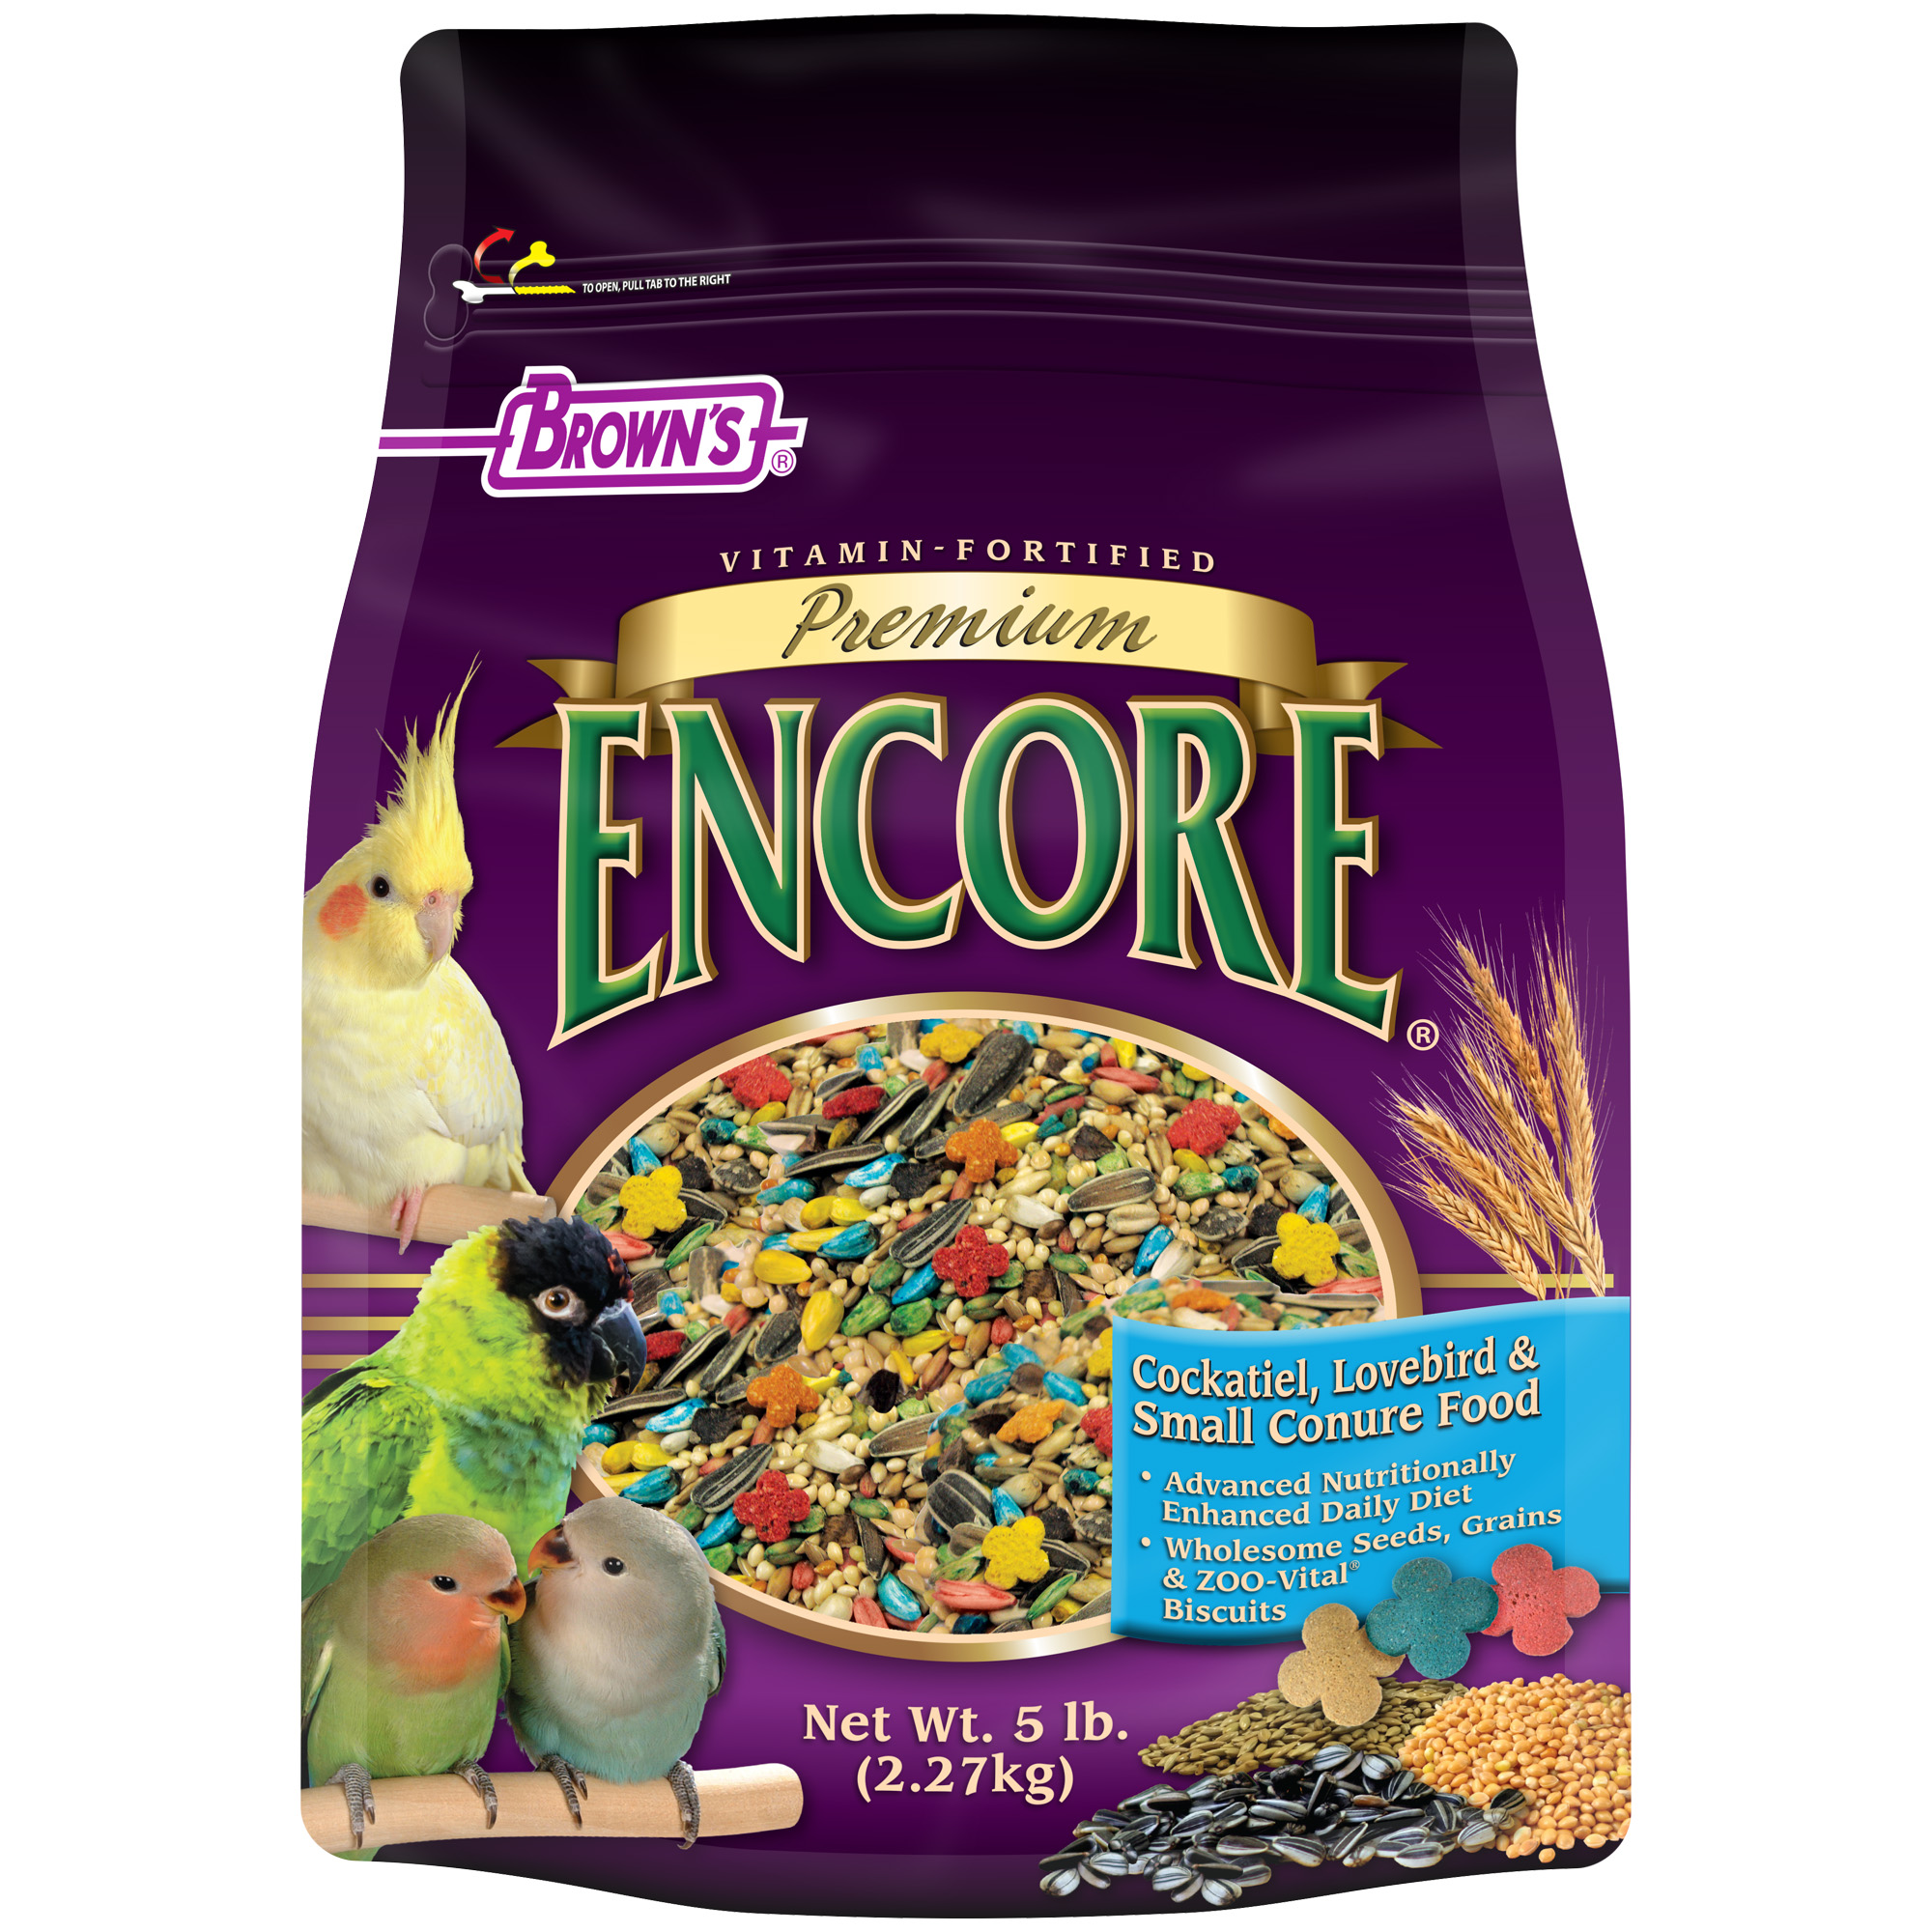 TO OPEN, PULL TAB TO THE RIGHT
BROWN'S®
VITAMIN-FORTIFIED
Premium
ENCORE®
Cockatiel, Lovebird &
Small Conure Food
• Advanced Nutritionally
Enhanced Daily Diet
• Wholesome Seeds, Grains
& ZOO-Vital®
Biscuits
Net Wt. 5 lb.
(2.27kg)